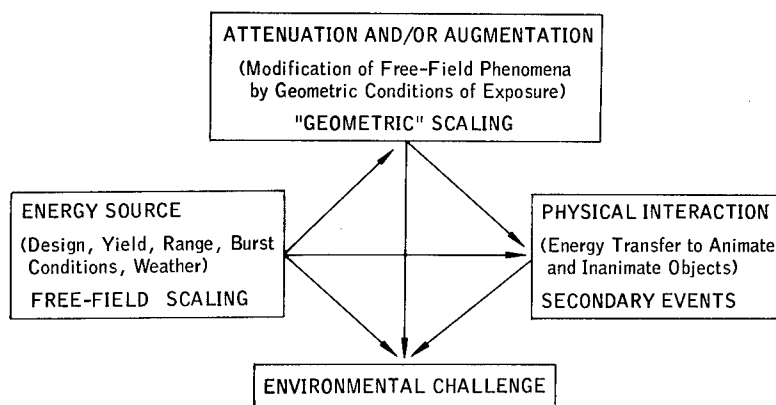 ATTENUATION AND/OR AUGMENTATION
(Modification of Free-Field Phenomena
by Geometric Conditions of Exposure)
"GEOMETRIC" SCALING
ENERGY SOURCE
(Design, Yield, Range, Burst
Conditions, Weather)
FREE-FIELD SCALING
PHYSICAL INTERACTION
(Energy Transfer to Animate
and Inanimate Objects)
SECONDARY EVENTS
ENVIRONMENTAL CHALLENGE